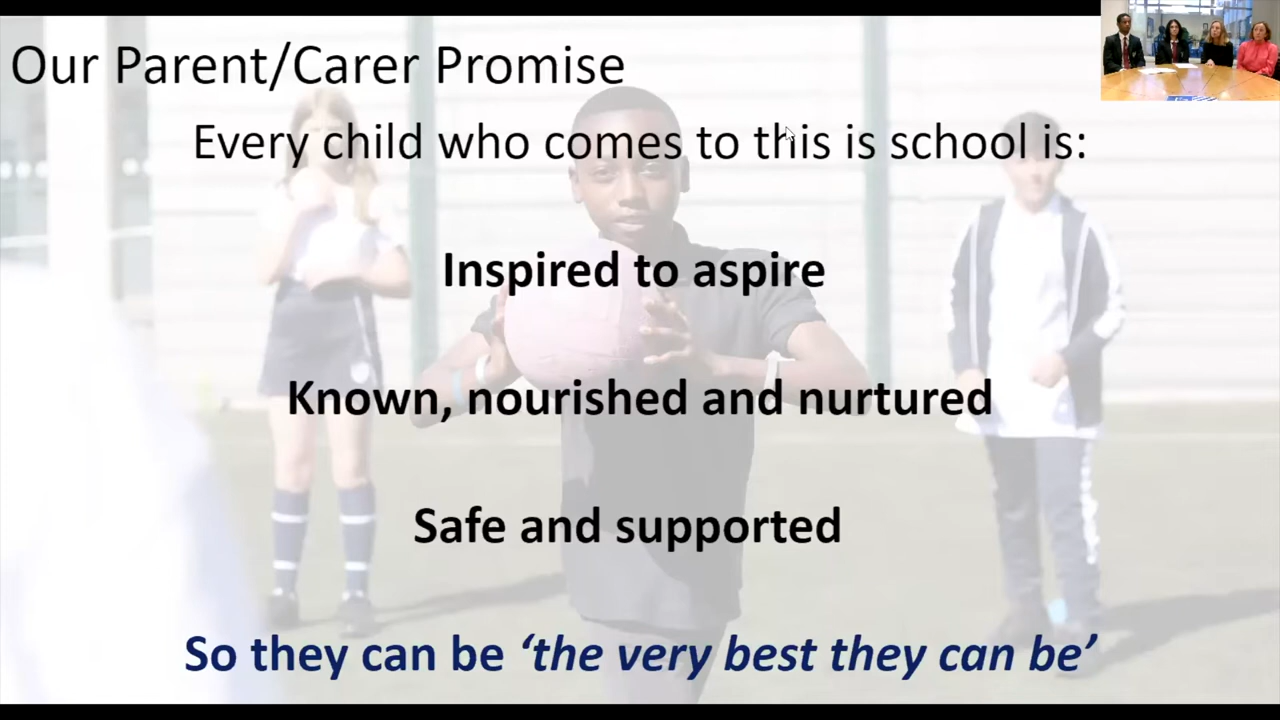 Our Parent/Carer Promise
Every child who comes to this is school is:
Inspired to aspire
Known, nourished and nurtured
Safe and supported
So they can be ‘the very best they can be’